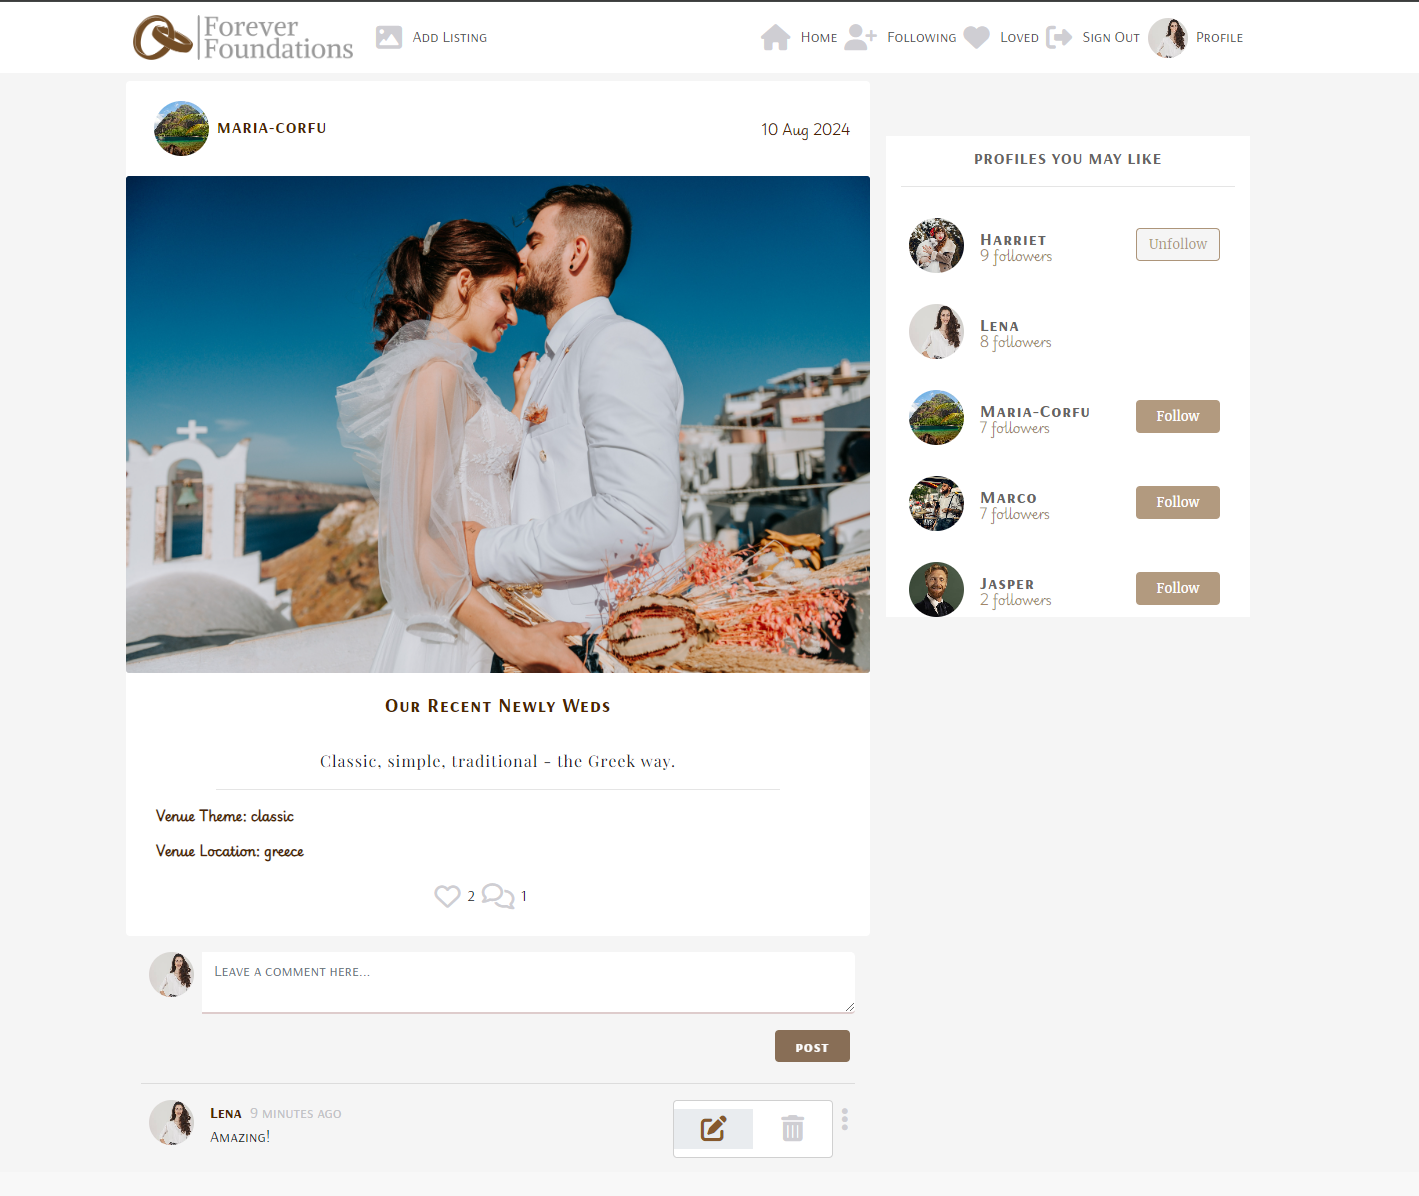 Forever
Foundations
Add Listing
Home
Following
Loved
Sign Out
Profile
MARIA-CORFU
10 Aug 2024
Our Recent Newly Weds
Classic, simple, traditional - the Greek way.
Venue Theme: classic
Venue Location: greece
2
1
Leave a comment here...
POST
Lena 9 minutes ago
Amazing!
PROFILES YOU MAY LIKE
Harriet
9 followers
Unfollow
Lena
8 followers
Maria-Corfu
7 followers
Follow
Marco
7 followers
Follow
Jasper
2 followers
Follow